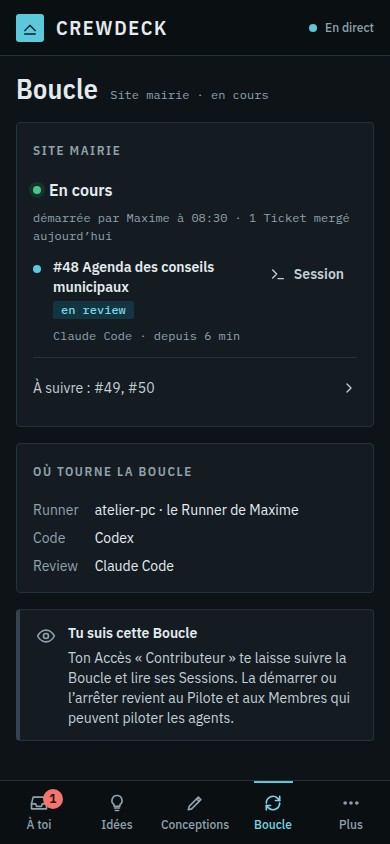 CREWDECK
En direct
Boucle Site mairie · en cours
SITE MAIRIE
En cours
démarrée par Maxime à 08:30 · 1 Ticket mergé
aujourd’hui
#48 Agenda des conseils
municipaux
Session
en review
Claude Code · depuis 6 min
À suivre : #49, #50
OÙ TOURNE LA BOUCLE
Runner atelier-pc · le Runner de Maxime
Code Codex
Review Claude Code
Tu suis cette Boucle
Ton Accès « Contributeur » te laisse suivre la
Boucle et lire ses Sessions. La démarrer ou
l’arrêter revient au Pilote et aux Membres qui
peuvent piloter les agents.
1
À toi
Idées
Conceptions
Boucle
Plus